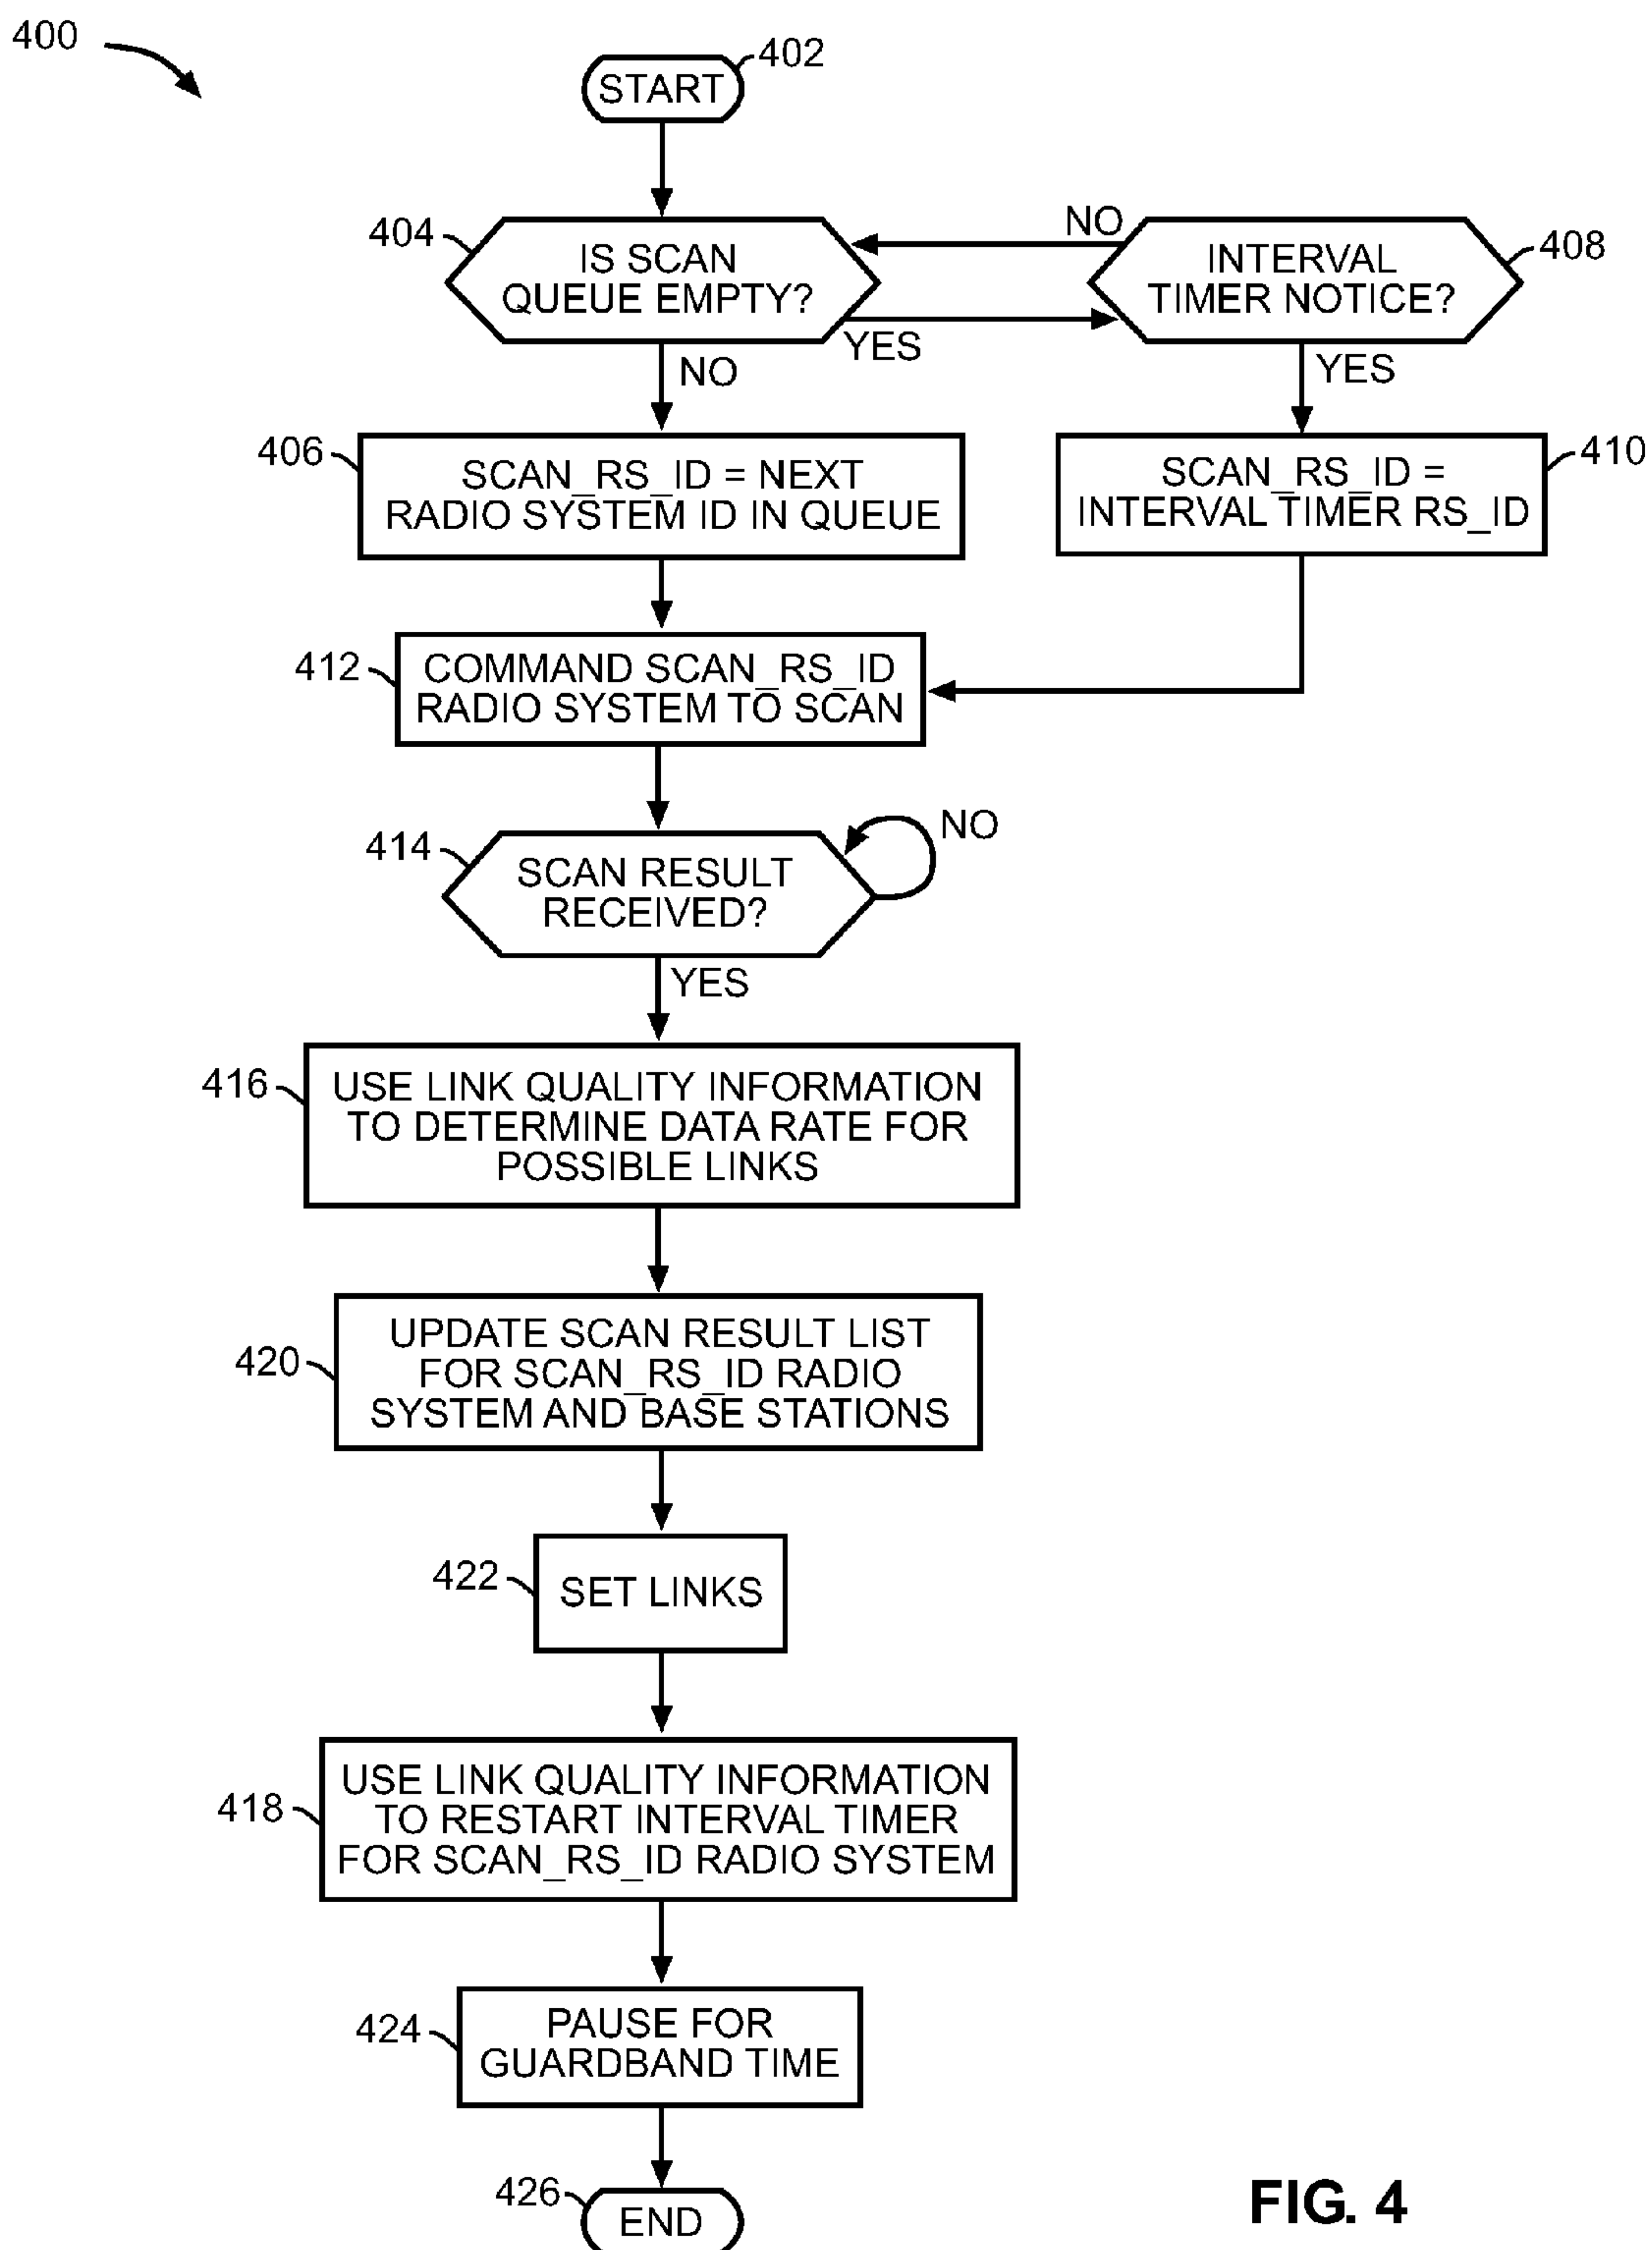 400
402
START
404
IS SCAN
QUEUE EMPTY?
NO
YES
408
INTERVAL
TIMER NOTICE?
NO
YES
406
SCAN_RS_ID = NEXT
RADIO SYSTEM ID IN QUEUE
410
SCAN_RS_ID =
INTERVAL TIMER RS_ID
412
COMMAND SCAN_RS_ID
RADIO SYSTEM TO SCAN
414
SCAN RESULT
RECEIVED?
NO
YES
416
USE LINK QUALITY INFORMATION
TO DETERMINE DATA RATE FOR
POSSIBLE LINKS
420
UPDATE SCAN RESULT LIST
FOR SCAN_RS_ID RADIO
SYSTEM AND BASE STATIONS
422
SET LINKS
418
USE LINK QUALITY INFORMATION
TO RESTART INTERVAL TIMER
FOR SCAN_RS_ID RADIO SYSTEM
424
PAUSE FOR
GUARDBAND TIME
426
END
FIG. 4